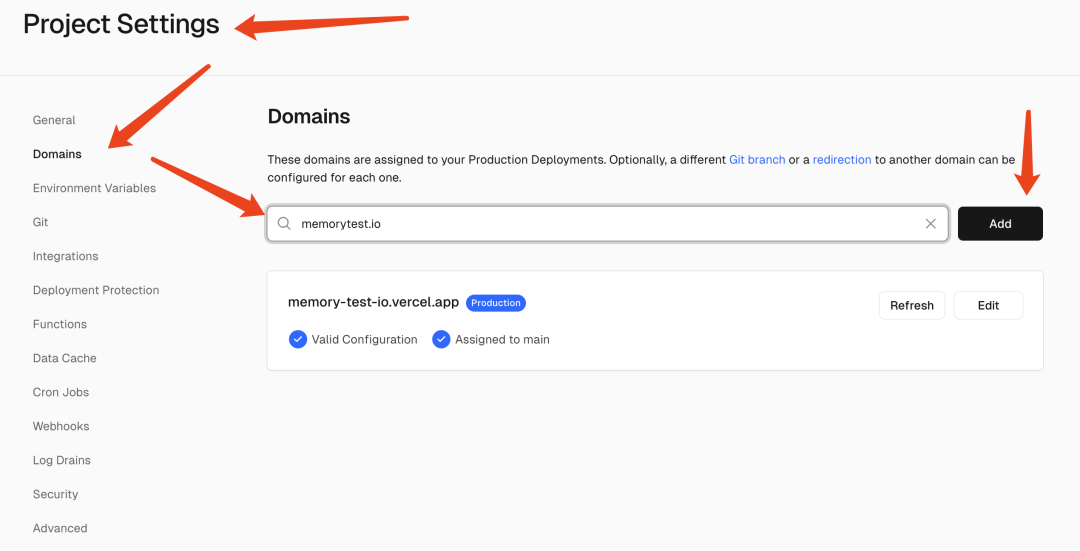 Project Settings
General
Domains
Environment Variables
Git
Integrations
Deployment Protection
Functions
Data Cache
Cron Jobs
Webhooks
Log Drains
Security
Advanced
Domains
These domains are assigned to your Production Deployments. Optionally, a different Git branch or a redirection to another domain can be
configured for each one.
memorytest.io
Add
memory-test-io.vercel.app Production
Refresh Edit
Valid Configuration Assigned to main